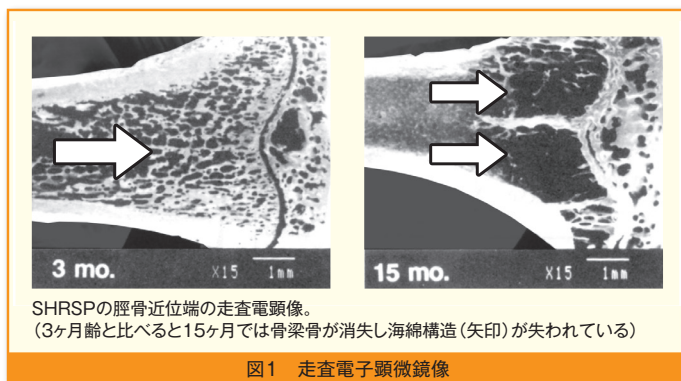 3 mo.
X15
1mm
15 mo.
X15
1mm
SHRSPの脛骨近位端の走査電顕像。
(3ヶ月齢と比べると15ヶ月では骨梁骨が消失し海綿構造(矢印)が失われている)
図1 走査電子顕微鏡像